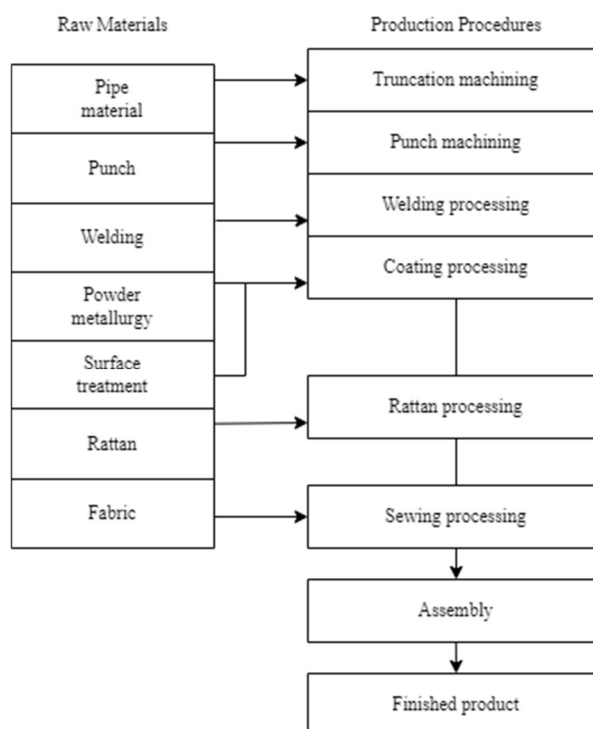 Raw Materials
Production Procedures
Pipe
material
Punch
Welding
Powder
metallurgy
Surface
treatment
Rattan
Fabric
Truncation machining
Punch machining
Welding processing
Coating processing
Rattan processing
Sewing processing
Assembly
Finished product